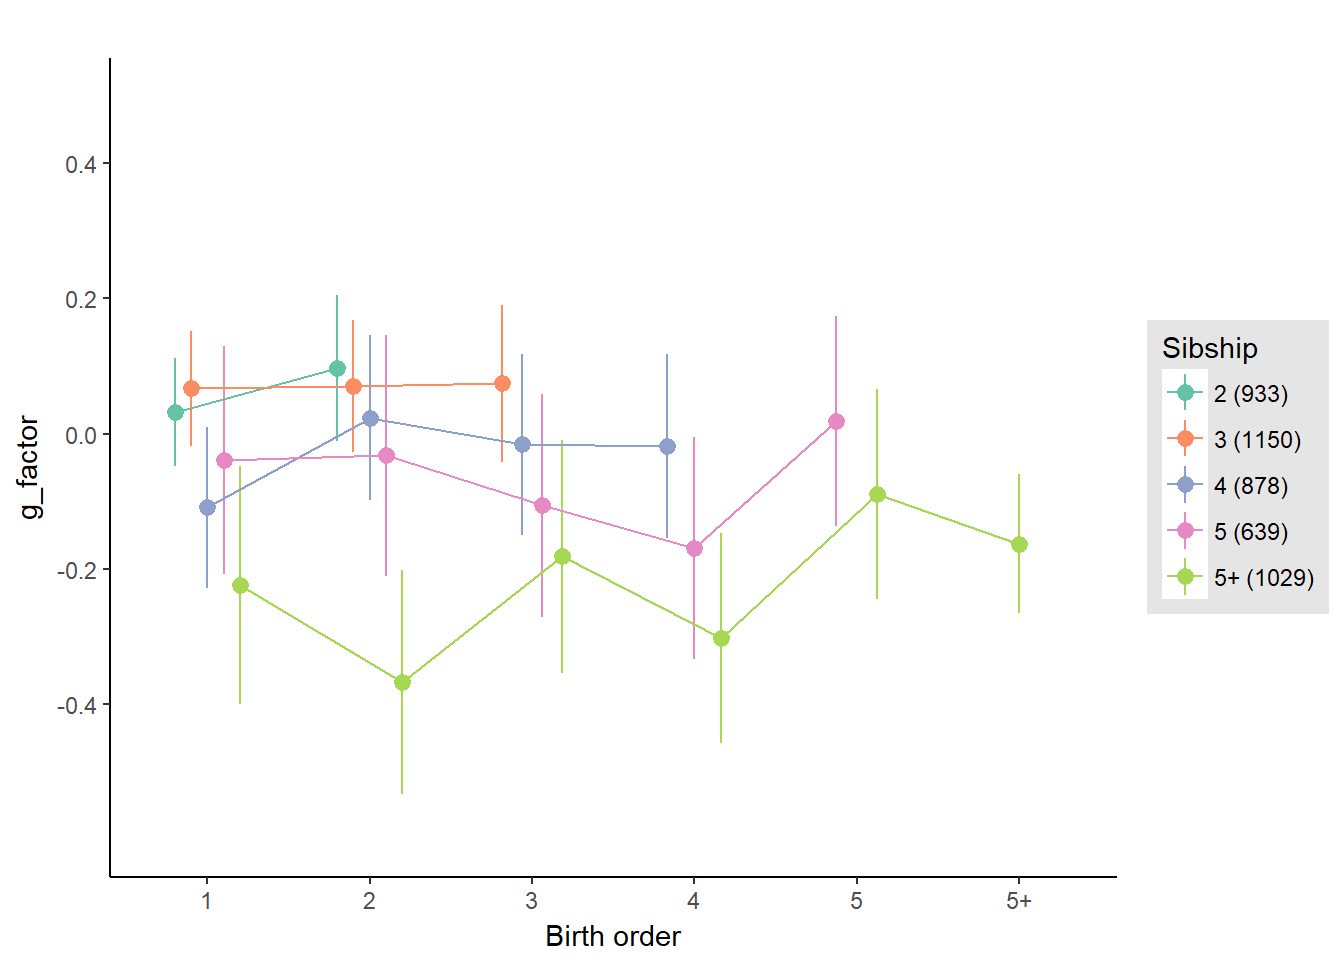 0.4
0.2
0.0
-0.2
-0.4
g_factor
1 2 3 4 5 5+
Birth order
Sibship
2 (933)
3 (1150)
4 (878)
5 (639)
5+ (1029)